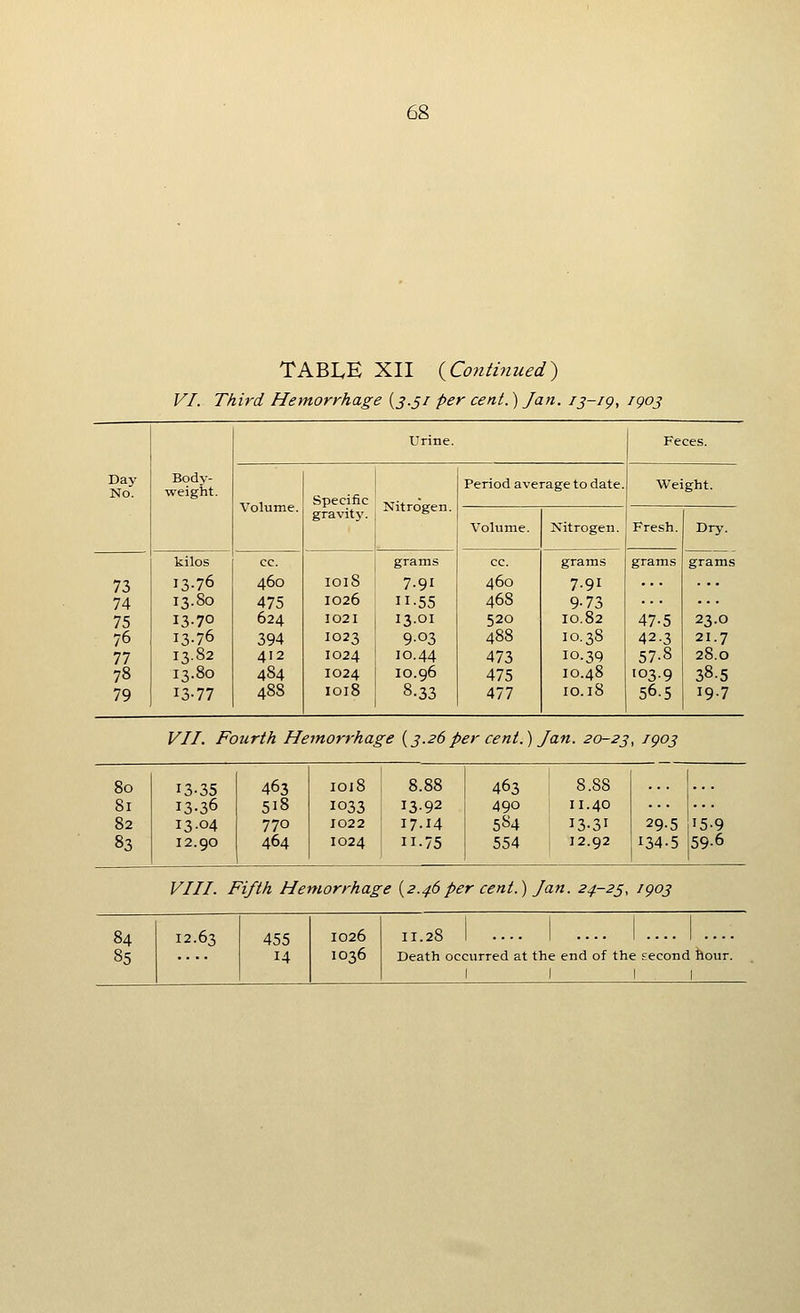 68
TABLE XII (Continued)
VI. Third Hemorrhage (3.51 per cent.) Jan. 13-19, 1903
Urine. Feces.
Day No. Body-weight. Volume. Specific gravity. Nitrogen. Period average to date. Weight.
Volume. Nitrogen. Fresh. Dry.
kilos cc. grams cc. grams grams grams
73 13.76 460 1018 7.91 460 7.91 ... ...
74 13.80 475 1026 11.55 468 9.73 ... ...
75 13.70 624 1021 13.01 520 10.82 47.5 23.0
76 13.76 394 1023 9.03 488 10.38 42.3 21.7
77 13.82 412 1024 10.44 473 10.39 57.8 28.0
78 13.80 484 1024 10.96 475 10.48 103.9 38.5
79 13.77 488 1018 8.33 477 10.18 56.5 19.7
VII. Fourth Hemorrhage (3.26 per cent.) Jan. 20-23, 1903
80 13.35 463 1018 8.88 463 8.88 ... ...
81 13.36 518 1033 13.92 490 11.40 ... ...
82 13.04 770 1022 17.14 584 13.31 29.5 15.9
83 12.90 464 1024 11.75 554 12.92 134.5 59.6
VIII. Fifth Hemorrhage (2.46 per cent.) Jan. 24-25, 1903
84 12.63 455 1026 11.28 .... .... .... ....
85 .... 14 1036 Death occurred at the end of the second hour.